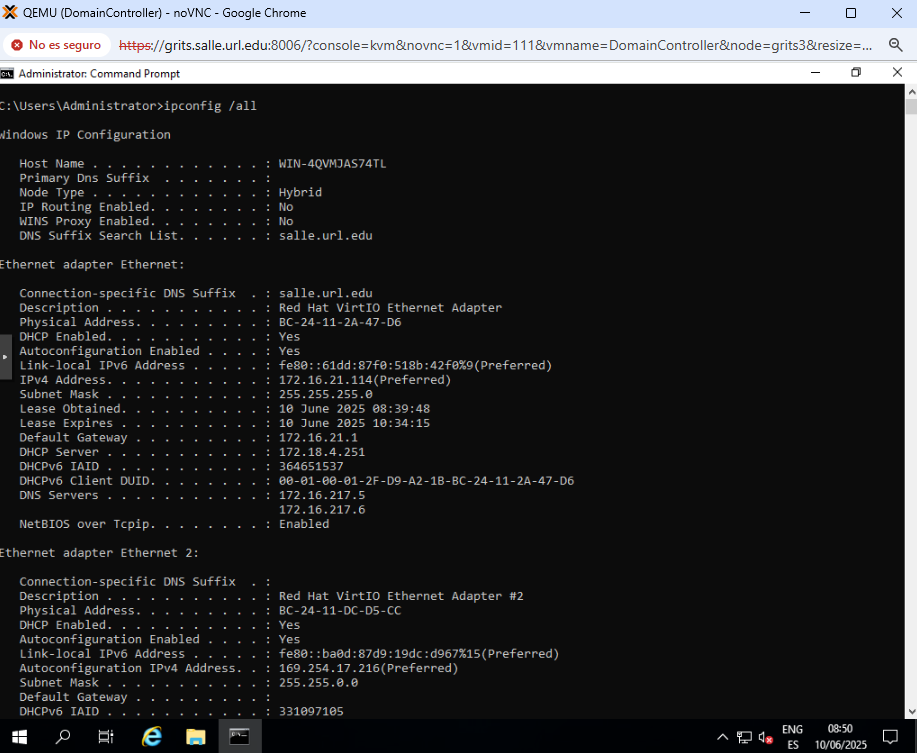 QEMU (DomainController) - noVNC - Google Chrome
No es seguro https://grits.salle.url.edu:8006/?console=kvm&novnc=1&vmid=111&vmname=DomainController&node=grits3&resize=...
Administrator: Command Prompt
C:\Users\Administrator>ipconfig /all
Windows IP Configuration
Host Name . . . . . . . . . . . . : WIN-4QVMJAS74TL
Primary Dns Suffix  . . . . . . . :
Node Type . . . . . . . . . . . . : Hybrid
IP Routing Enabled. . . . . . . . : No
WINS Proxy Enabled. . . . . . . . : No
DNS Suffix Search List. . . . . . : salle.url.edu
Ethernet adapter Ethernet:
Connection-specific DNS Suffix  . : salle.url.edu
Description . . . . . . . . . . . : Red Hat VirtIO Ethernet Adapter
Physical Address. . . . . . . . . : BC-24-11-2A-47-D6
DHCP Enabled. . . . . . . . . . . : Yes
Autoconfiguration Enabled . . . . : Yes
Link-local IPv6 Address . . . . . : fe80::61dd:87f0:518b:42f0%9(Preferred)
IPv4 Address. . . . . . . . . . . : 172.16.21.114(Preferred)
Subnet Mask . . . . . . . . . . . : 255.255.255.0
Lease Obtained. . . . . . . . . . : 10 June 2025 08:39:48
Lease Expires . . . . . . . . . . : 10 June 2025 10:34:15
Default Gateway . . . . . . . . . : 172.16.21.1
DHCP Server . . . . . . . . . . . : 172.18.4.251
DHCPv6 IAID . . . . . . . . . . . : 364651537
DHCPv6 Client DUID. . . . . . . . : 00-01-00-01-2F-D9-A2-1B-BC-24-11-2A-47-D6
DNS Servers . . . . . . . . . . . : 172.16.217.5
172.16.217.6
NetBIOS over Tcpip. . . . . . . . : Enabled
Ethernet adapter Ethernet 2:
Connection-specific DNS Suffix  . :
Description . . . . . . . . . . . : Red Hat VirtIO Ethernet Adapter #2
Physical Address. . . . . . . . . : BC-24-11-DC-D5-CC
DHCP Enabled. . . . . . . . . . . : Yes
Autoconfiguration Enabled . . . . : Yes
Link-local IPv6 Address . . . . . : fe80::ba0d:87d9:19dc:d967%15(Preferred)
Autoconfiguration IPv4 Address. . : 169.254.17.216(Preferred)
Subnet Mask . . . . . . . . . . . : 255.255.0.0
Default Gateway . . . . . . . . . :
DHCPv6 IAID . . . . . . . . . . . : 331097105
ENG 08:50
ES 10/06/2025